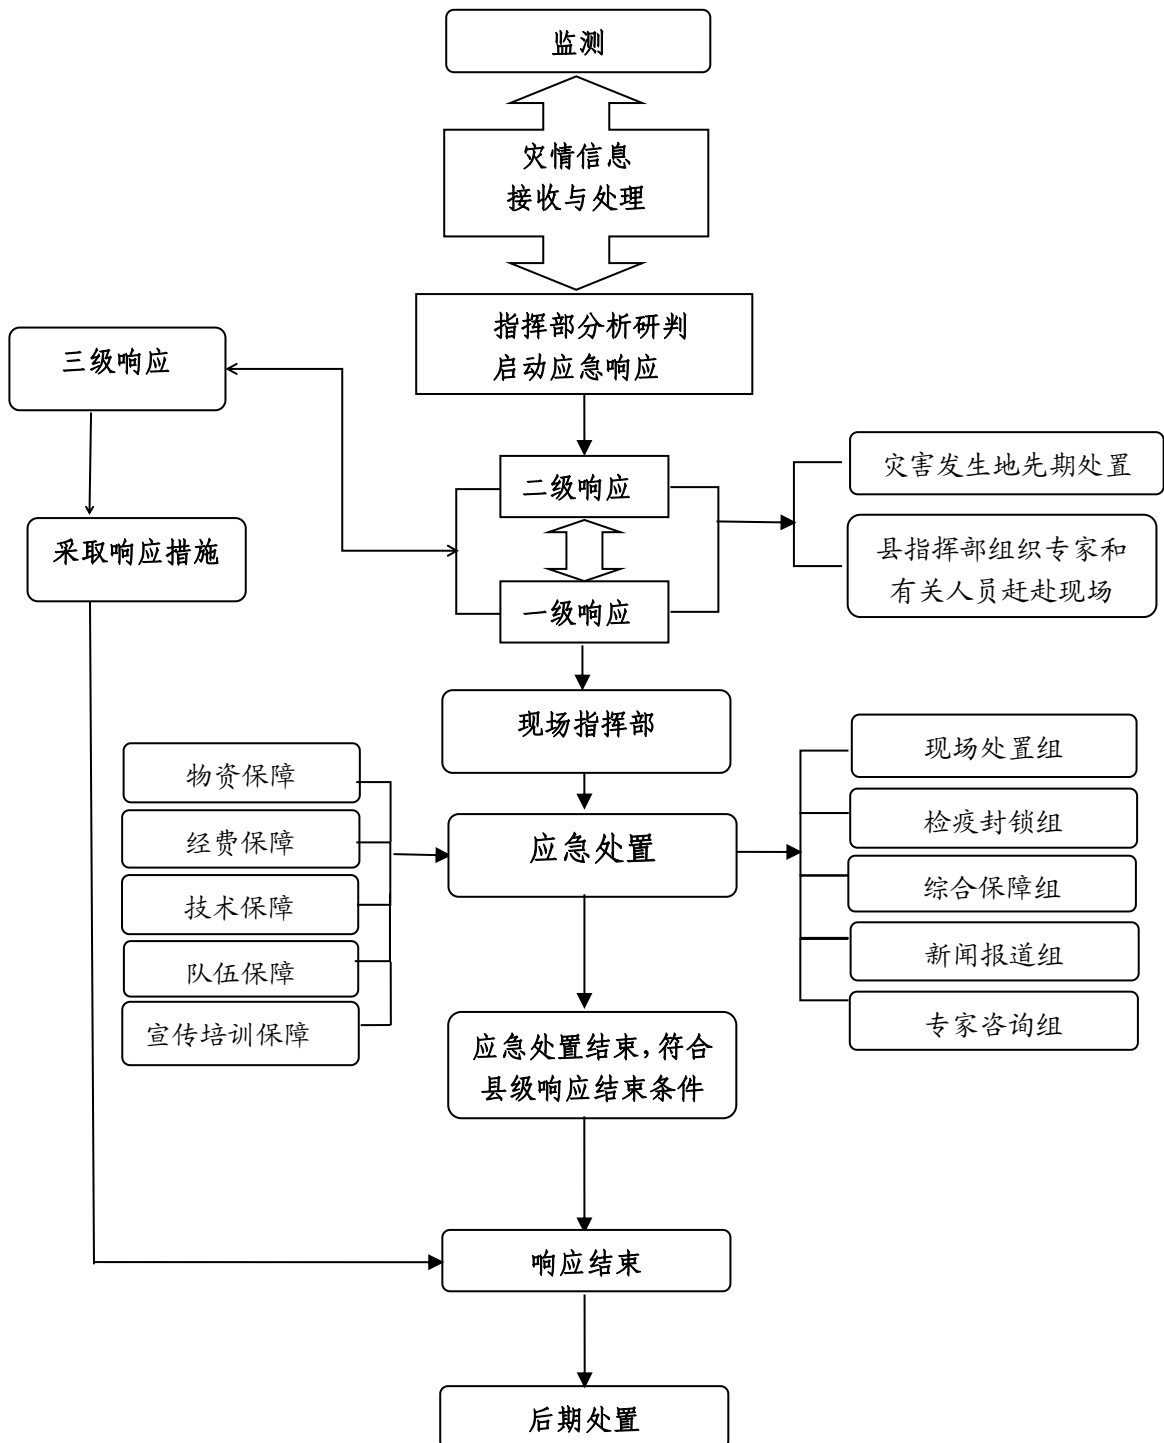 监测
灾情信息
接收与处理
指挥部分析研判
启动应急响应
三级响应
二级响应
灾害发生地先期处置
采取响应措施
县指挥部组织专家和
有关人员赶赴现场
一级响应
现场指挥部
物资保障
经费保障
技术保障
队伍保障
宣传培训保障
应急处置
现场处置组
检疫封锁组
综合保障组
新闻报道组
专家咨询组
应急处置结束,符合
县级响应结束条件
响应结束
后期处置